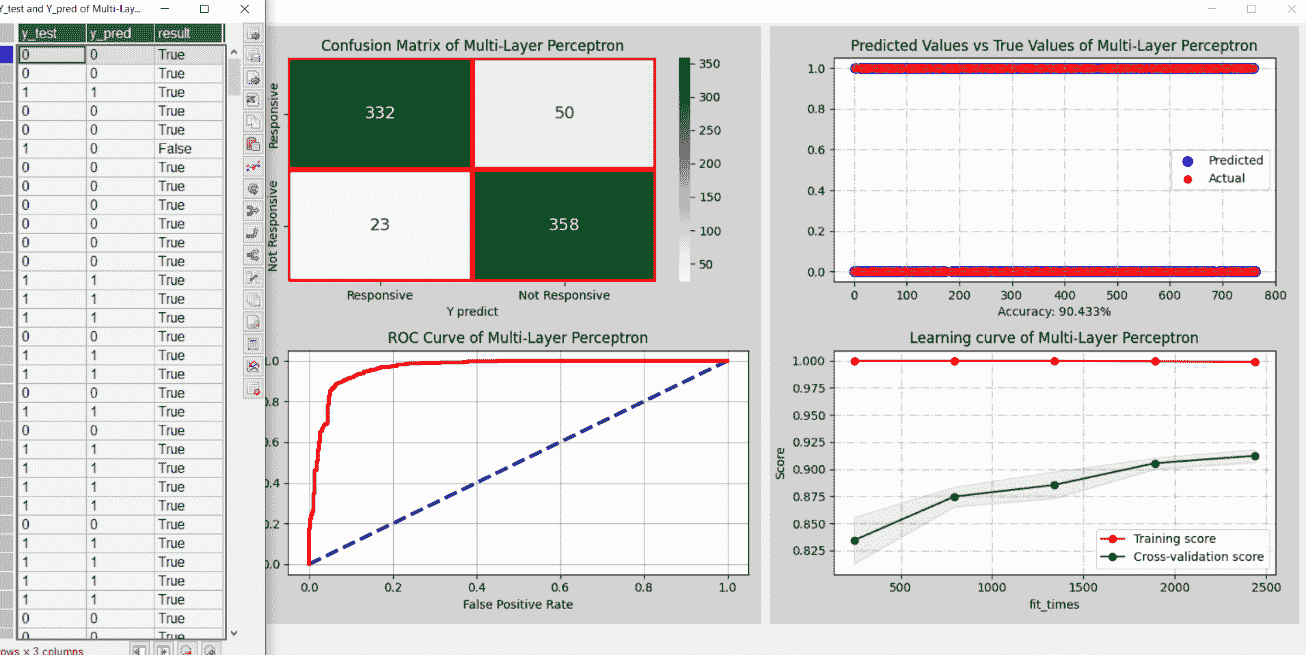 Y_test and Y_pred of Multi-Lay...
y_test y_pred result
0 0 True
0 0 True
1 1 True
0 0 True
0 0 True
1 0 False
0 0 True
0 0 True
0 0 True
0 0 True
0 0 True
0 0 True
1 1 True
1 1 True
1 1 True
0 0 True
1 1 True
1 1 True
0 0 True
1 1 True
0 0 True
1 1 True
1 1 True
1 1 True
1 1 True
0 0 True
1 1 True
1 1 True
1 1 True
1 1 True
0 0 True
0 0 True
ows x 3 columns
Confusion Matrix of Multi-Layer Perceptron
Responsive
Not Responsive
332 50
23 358
Responsive Not Responsive
Y predict
350
300
250
200
150
100
50
Predicted Values vs True Values of Multi-Layer Perceptron
1.0
0.8
0.6
0.4
0.2
0.0
Predicted
Actual
0 100 200 300 400 500 600 700 800
Accuracy: 90.433%
ROC Curve of Multi-Layer Perceptron
1.0
0.8
0.6
0.4
0.2
0.0
0.0 0.2 0.4 0.6 0.8 1.0
False Positive Rate
Learning curve of Multi-Layer Perceptron
Score
1.000
0.975
0.950
0.925
0.900
0.875
0.850
0.825
Training score
Cross-validation score
500 1000 1500 2000 2500
fit_times